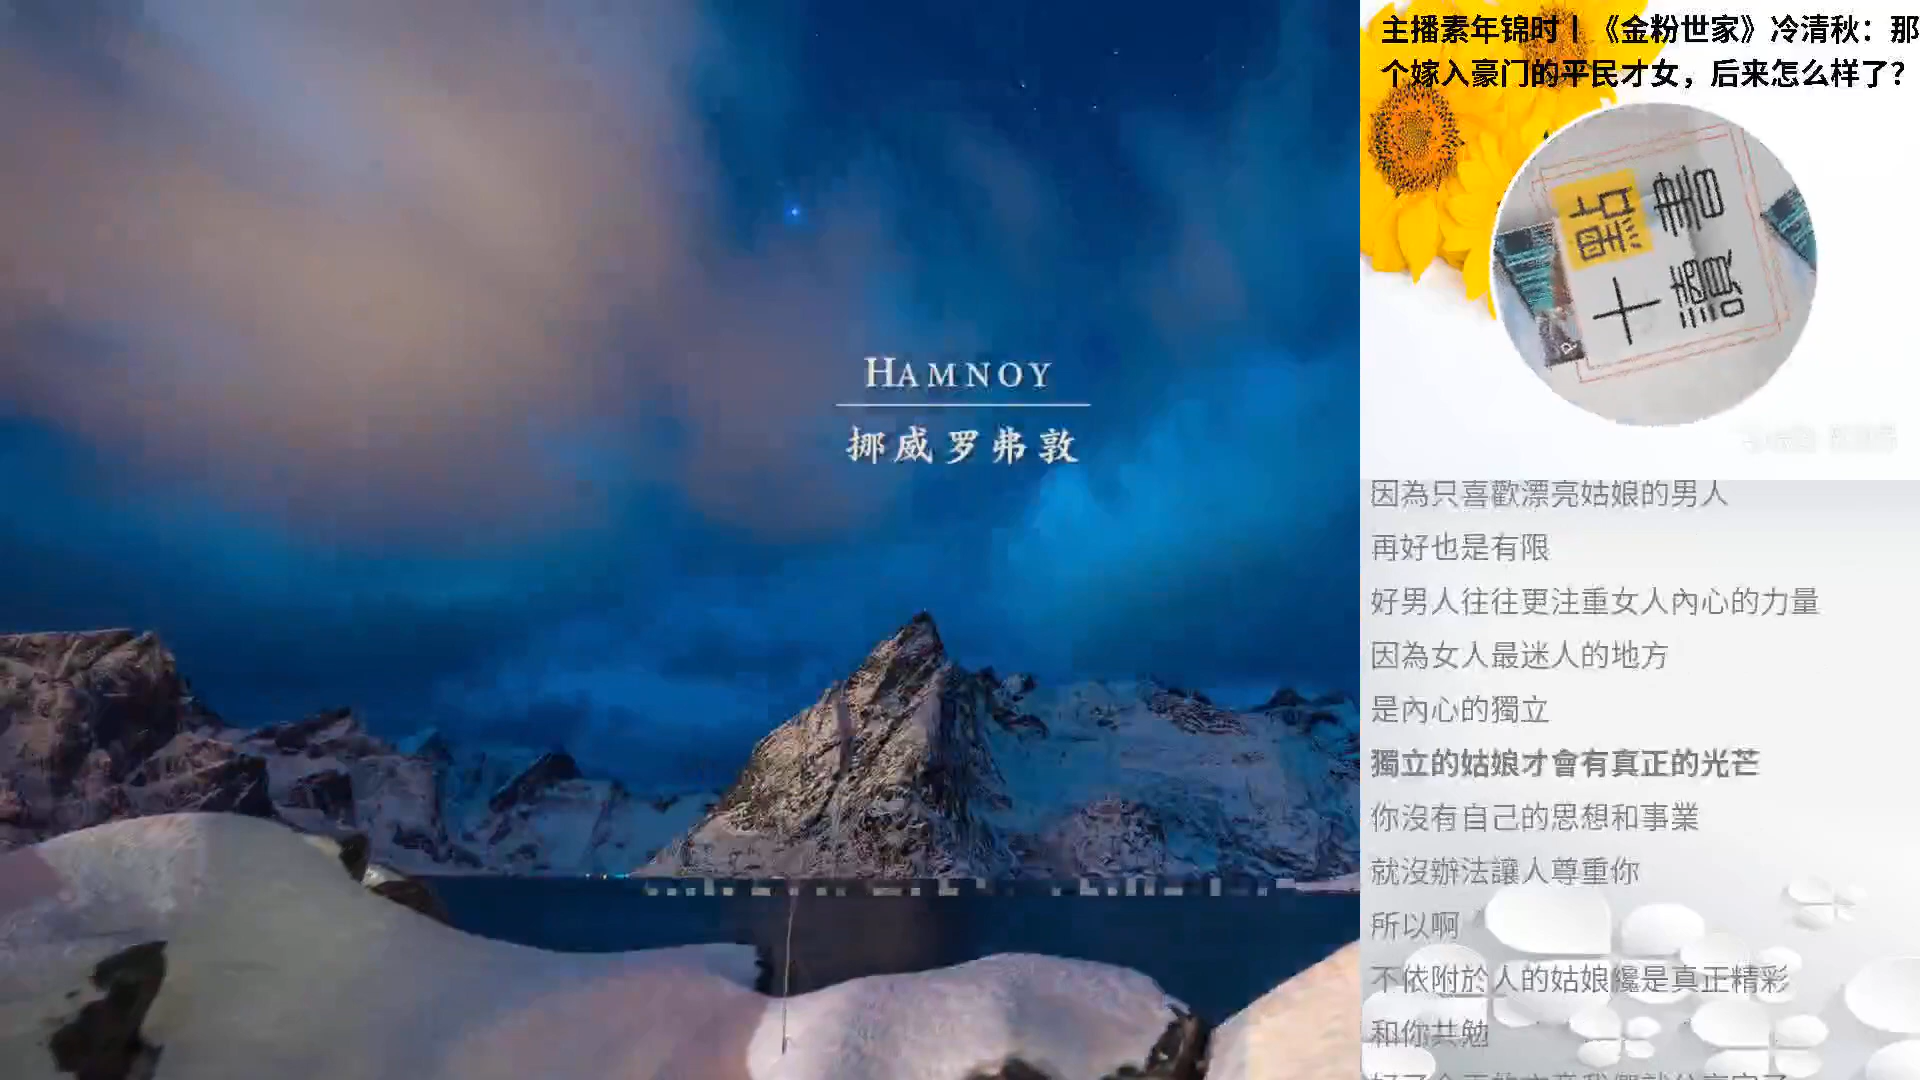 HAMNOY
挪威罗弗敦
主播素年锦时丨《金粉世家》冷清秋：那
个嫁入豪门的平民才女，后来怎么样了？
十點
讀書
因為只喜歡漂亮姑娘的男人
再好也是有限
好男人往往更注重女人內心的力量
因為女人最迷人的地方
是內心的獨立
獨立的姑娘才會有真正的光芒
你沒有自己的思想和事業
就沒辦法讓人尊重你
所以啊
不依附於人的姑娘纔是真正精彩
和你共勉